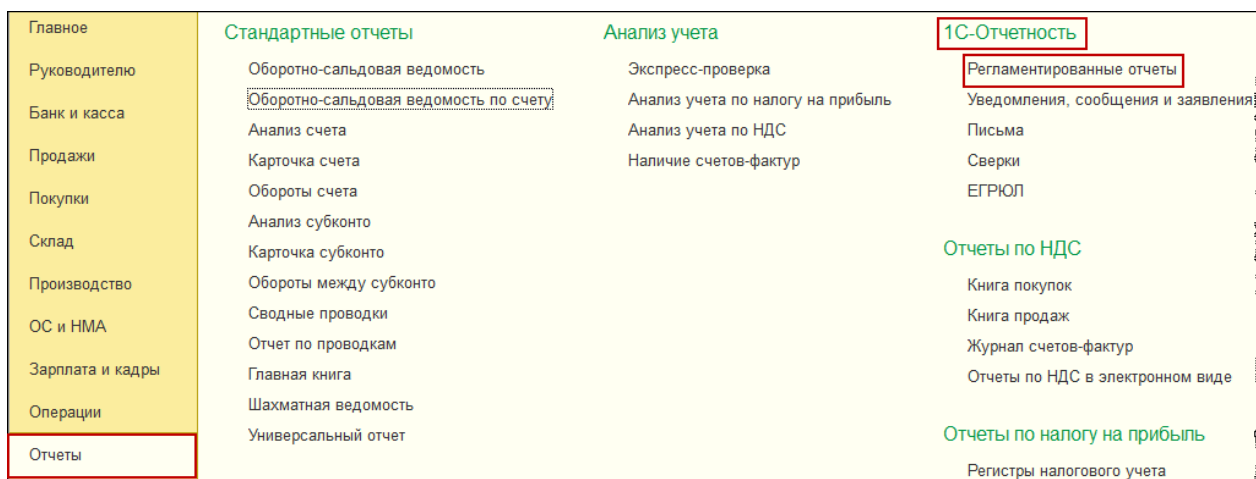 Главное
Руководителю
Банк и касса
Продажи
Покупки
Склад
Производство
ОС и НМА
Зарплата и кадры
Операции
Отчеты
Стандартные отчеты
Оборотно-сальдовая ведомость
Оборотно-сальдовая ведомость по счету
Анализ счета
Карточка счета
Обороты счета
Анализ субконто
Карточка субконто
Обороты между субконто
Сводные проводки
Отчет по проводкам
Главная книга
Шахматная ведомость
Универсальный отчет
Анализ учета
Экспресс-проверка
Анализ учета по налогу на прибыль
Анализ учета по НДС
Наличие счетов-фактур
1С-Отчетность
Регламентированные отчеты
Уведомления, сообщения и заявления
Письма
Сверки
ЕГРЮЛ
Отчеты по НДС
Книга покупок
Книга продаж
Журнал счетов-фактур
Отчеты по НДС в электронном виде
Отчеты по налогу на прибыль
Регистры налогового учета